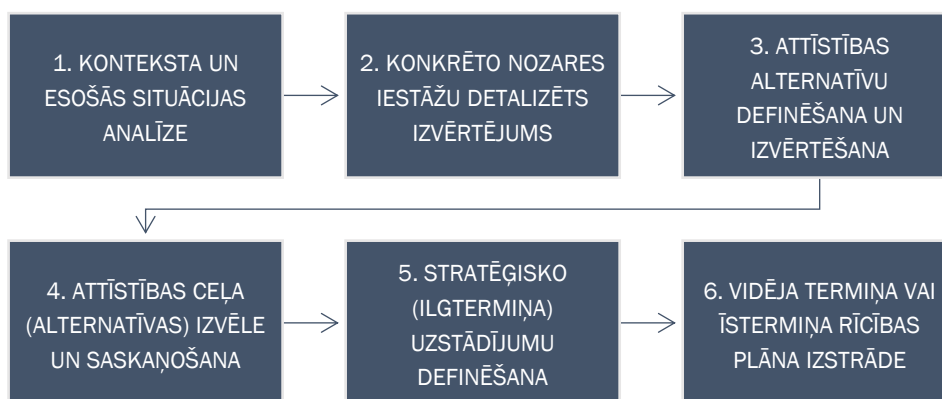 1. KONTEKSTA UN
ESOŠĀS SITUĀCIJAS
ANALĪZE
2. KONKRĒTO NOZARES
IESTĀŽU DETALIZĒTS
IZVĒRTĒJUMS
3. ATTĪSTĪBAS
ALTERNATĪVU
DEFINĒŠANA UN
IZVĒRTĒŠANA
4. ATTĪSTĪBAS CEĻA
(ALTERNATĪVAS) IZVĒLE
UN SASKAŅOŠANA
5. STRATĒĢISKO
(ILGTERMIŅA)
UZSTĀDĪJUMU
DEFINĒŠANA
6. VIDĒJA TERMIŅA VAI
ĪSTERMIŅA RĪCĪBAS
PLĀNA IZSTRĀDE